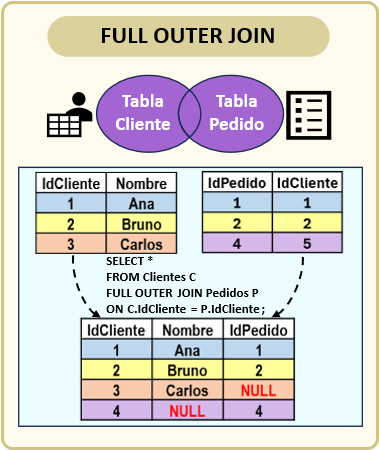 FULL OUTER JOIN
Tabla Cliente
Tabla Pedido
IdCliente Nombre
1 Ana
2 Bruno
3 Carlos
IdPedido IdCliente
1 1
2 2
4 5
SELECT *
FROM Clientes C
FULL OUTER JOIN Pedidos P
ON C.IdCliente = P.IdCliente;
IdCliente Nombre IdPedido
1 Ana 1
2 Bruno 2
3 Carlos NULL
4 NULL 4